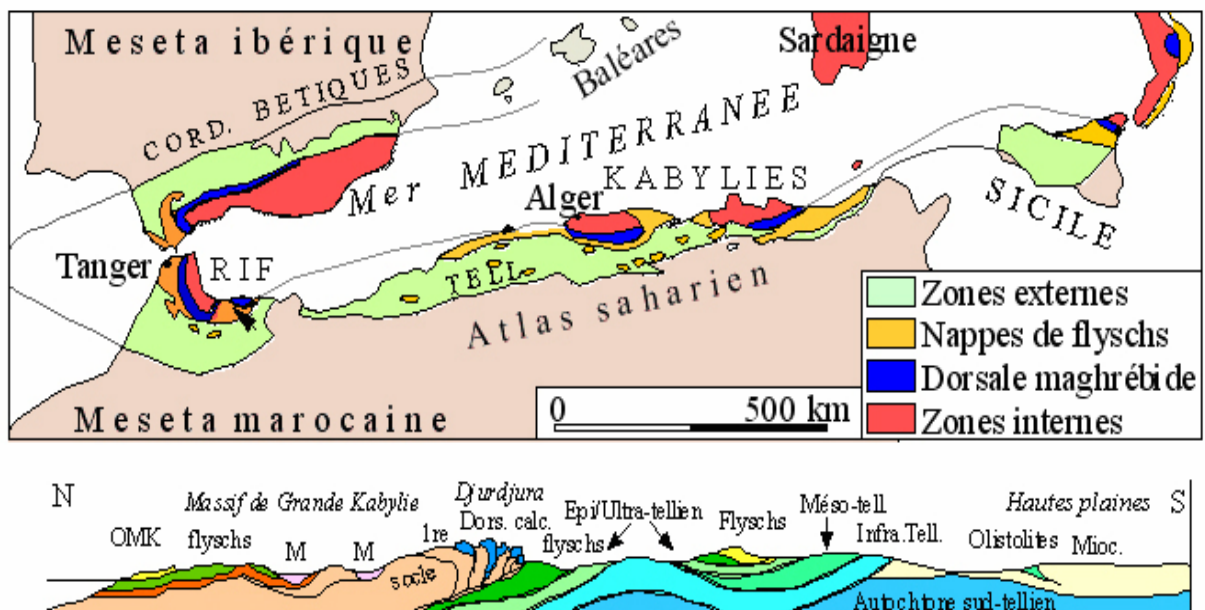 Meseta ibérique
Sardaigne
Baléares
CORD. BETIQUES
Mer MEDITERRANEE
KABYLIES
Alger
SICILE
Tanger
RIF
TELL
Atlas saharien
Zones externes
Nappes de flyschs
Dorsale maghrébide
Zones internes
0 500 km
Meseta marocaine
N
S
Massif de Grande Kabylie
Djurdjura
Hautes plaines
OMK
flyschs
M
M
1re
Dors. calc.
flyschs
Epi/Ultra-tellien
Flyschs
Méso-tell
Infra.Tell.
Olistolites
Mioc.
socle
Autochtone sud-tellien